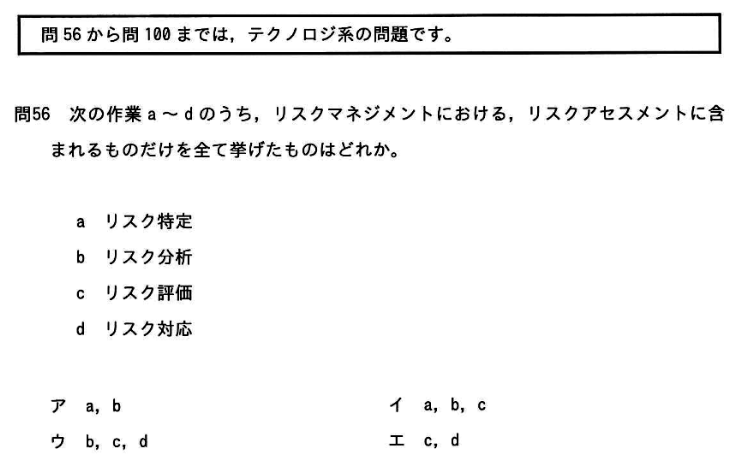 問 56 から問 100 までは，テクノロジ系の問題です。
問56 次の作業 a ～ d のうち，リスクマネジメントにおける，リスクアセスメントに含
まれるものだけを全て挙げたものはどれか。
a リスク特定
b リスク分析
c リスク評価
d リスク対応
ア a, b イ a, b, c
ウ b, c, d エ c, d